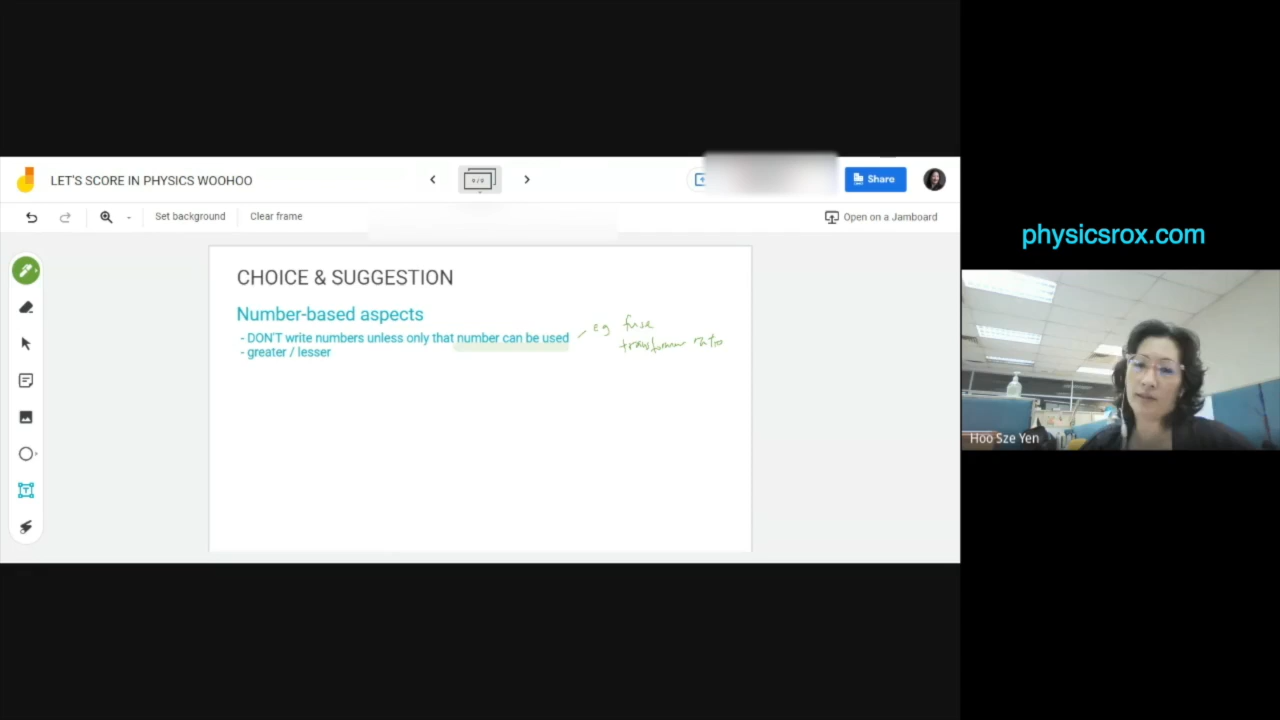 LET'S SCORE IN PHYSICS WOOHOO
9 / 9
Share
Set background
Clear frame
Open on a Jamboard
physicsrox.com
CHOICE & SUGGESTION
Number-based aspects
- DON'T write numbers unless only that number can be used
eg fuse
transformer ratio
- greater / lesser
Hoo Sze Yen